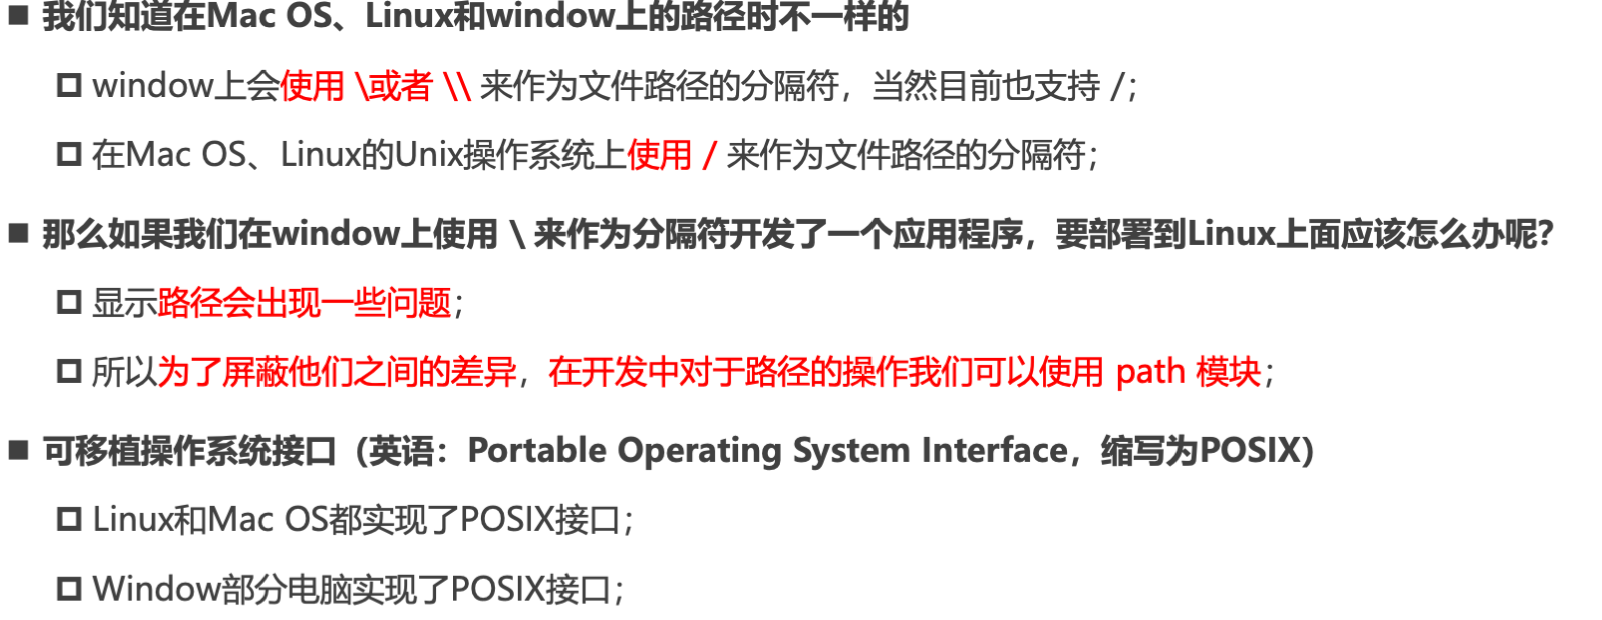 ■ 我们知道在Mac OS、Linux和window上的路径时不一样的
□ window上会使用 \或者 \\ 来作为文件路径的分隔符，当然目前也支持 /；
□ 在Mac OS、Linux的Unix操作系统上使用 / 来作为文件路径的分隔符；
■ 那么如果我们在window上使用 \ 来作为分隔符开发了一个应用程序，要部署到Linux上面应该怎么办呢？
□ 显示路径会出现一些问题；
□ 所以为了屏蔽他们之间的差异，在开发中对于路径的操作我们可以使用 path 模块；
■ 可移植操作系统接口（英语：Portable Operating System Interface，缩写为POSIX）
□ Linux和Mac OS都实现了POSIX接口；
□ Window部分电脑实现了POSIX接口；